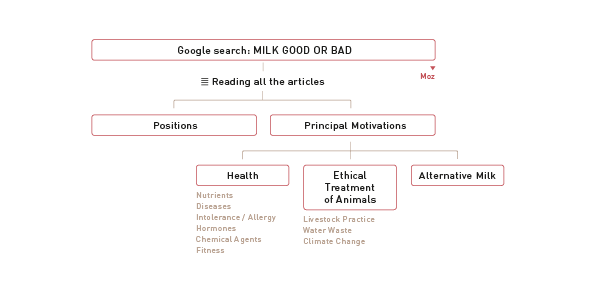 Google search: MILK GOOD OR BAD
Moz
Reading all the articles
Positions
Principal Motivations
Health
Ethical
Treatment
of Animals
Alternative Milk
Nutrients
Diseases
Intolerance / Allergy
Hormones
Chemical Agents
Fitness
Livestock Practice
Water Waste
Climate Change